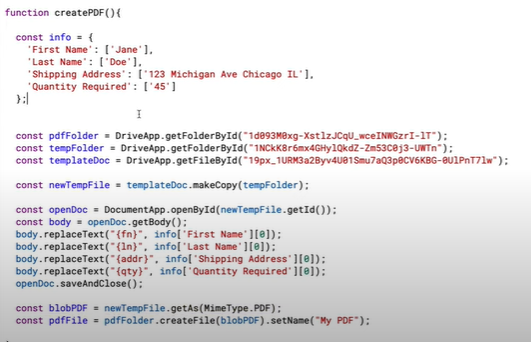 function createPDF(){
const info = {
'First Name': ['Jane'],
'Last Name': ['Doe'],
'Shipping Address': ['123 Michigan Ave Chicago IL'],
'Quantity Required': ['45']
};
const pdfFolder = DriveApp.getFolderById("1d093M0xg-XstlzJCqU_wceINWGzrI-lT");
const tempFolder = DriveApp.getFolderById("1NCkK8r6mx4GHylQkdZ-Zm53C0j3-UWTn");
const templateDoc = DriveApp.getFileById("19px_1URM3a2Byv4U01Smu7aQ3p0CV6KBG-0UlPnT7lw");
const newTempFile = templateDoc.makeCopy(tempFolder);
const openDoc = DocumentApp.openById(newTempFile.getId());
const body = openDoc.getBody();
body.replaceText("{fn}", info['First Name'][0]);
body.replaceText("{ln}", info['Last Name'][0]);
body.replaceText("{addr}", info['Shipping Address'][0]);
body.replaceText("{qty}", info['Quantity Required'][0]);
openDoc.saveAndClose();
const blobPDF = newTempFile.getAs(MimeType.PDF);
const pdfFile = pdfFolder.createFile(blobPDF).setName("My PDF");